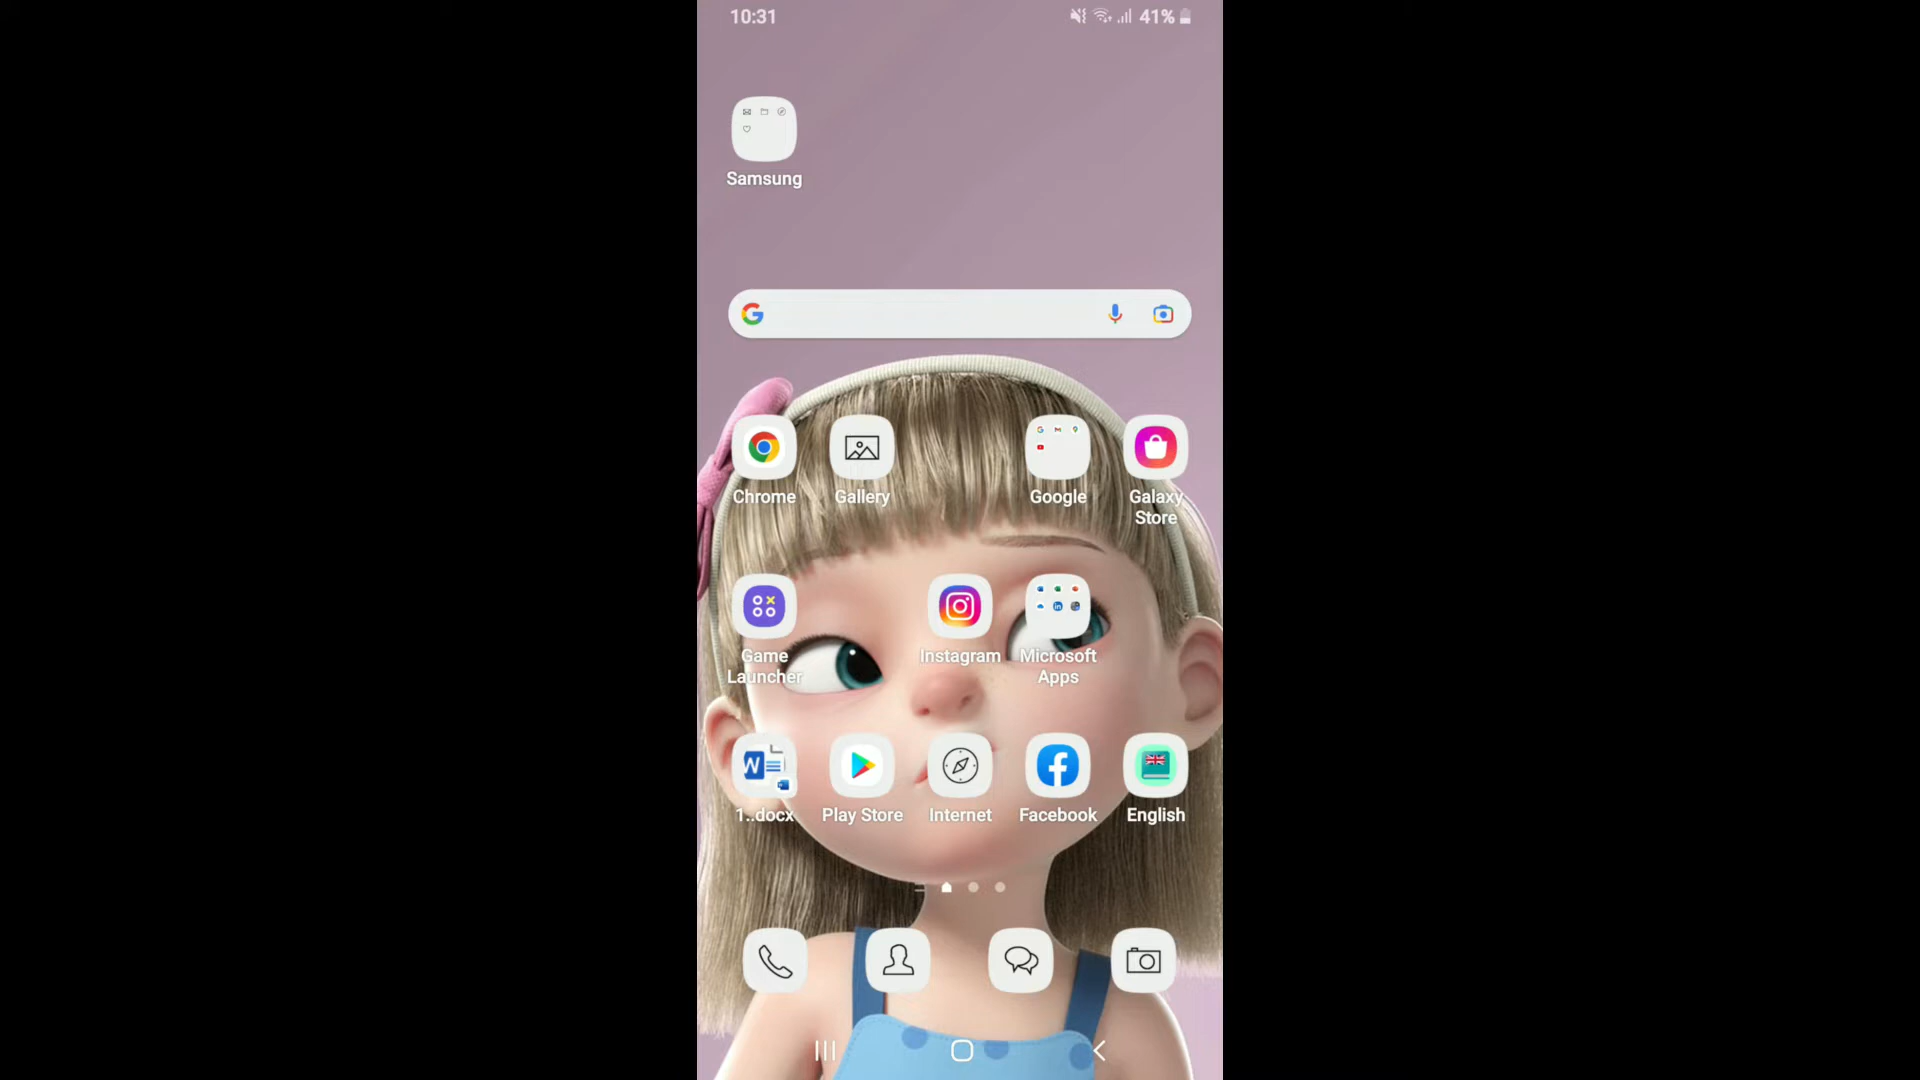 10:31
41%
Samsung
Chrome
Gallery
Google
Galaxy
Store
Game
Launcher
Instagram
Microsoft
Apps
1..docx
Play Store
Internet
Facebook
English